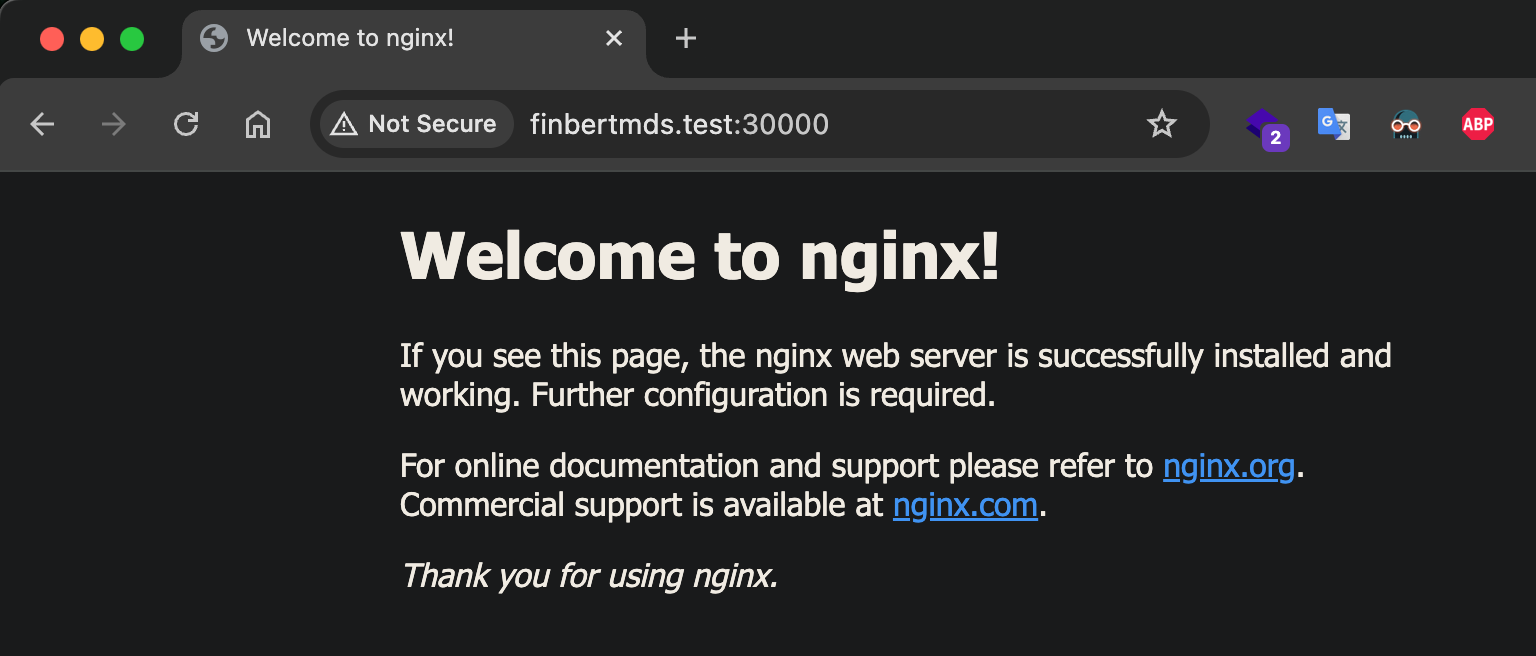 Welcome to nginx!
Not Secure finbertmds.test:30000
2
G 文
ABP
Welcome to nginx!
If you see this page, the nginx web server is successfully installed and
working. Further configuration is required.
For online documentation and support please refer to nginx.org.
Commercial support is available at nginx.com.
Thank you for using nginx.